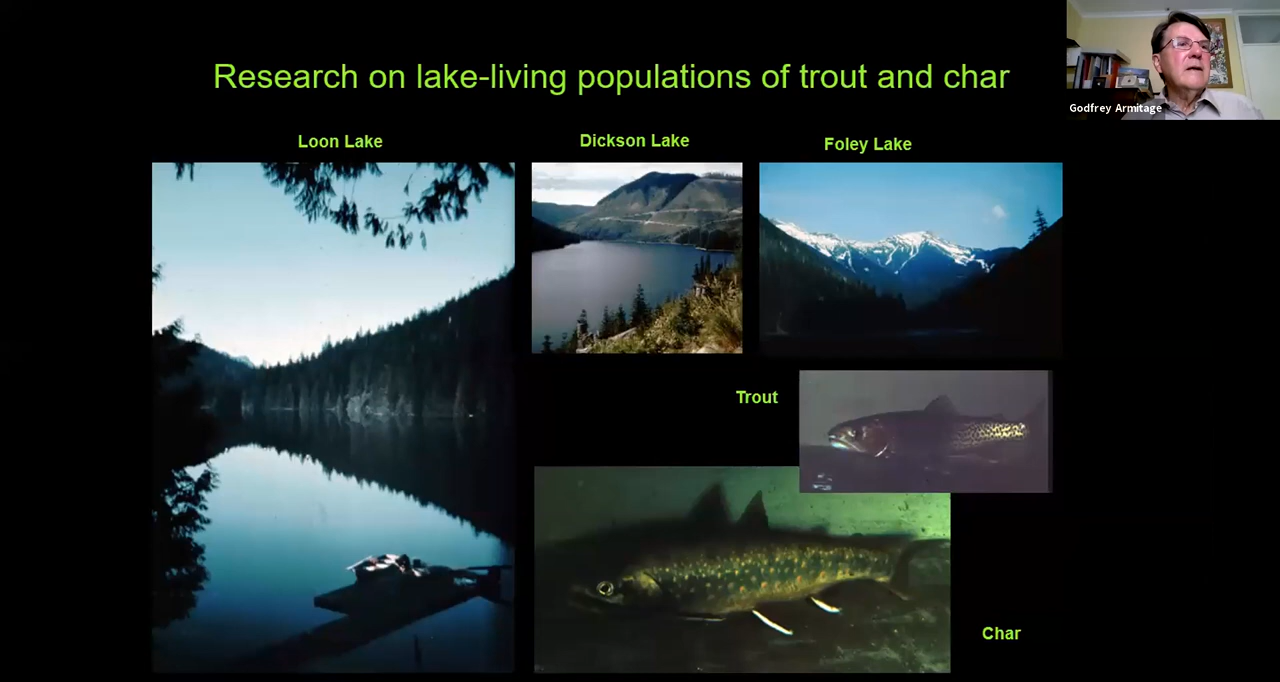 Research on lake-living populations of trout and char
Godfrey Armitage
Loon Lake
Dickson Lake
Foley Lake
Trout
Char